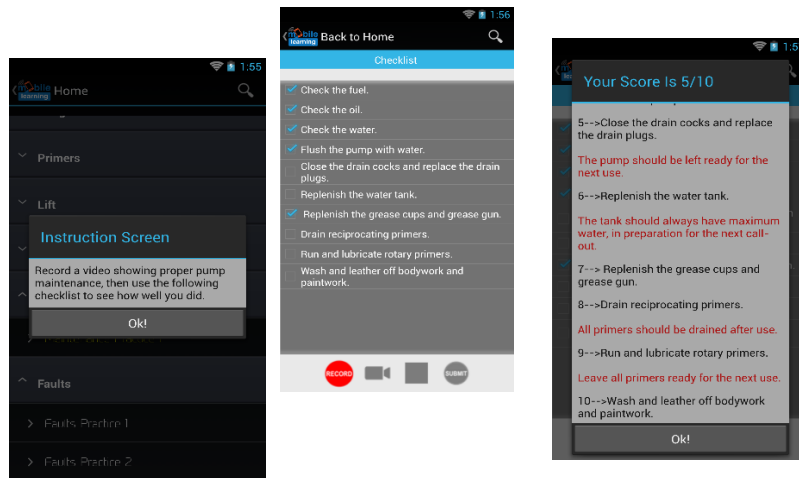 1:55
mobile
learning
Home
Primers
Lift
Instruction Screen
Record a video showing proper pump
maintenance, then use the following
checklist to see how well you did.
Ok!
Faults
Faults Practice 1
Faults Practice 2
1:56
mobile
learning
Back to Home
Checklist
Check the fuel.
Check the oil.
Check the water.
Flush the pump with water.
Close the drain cocks and replace the drain
plugs.
Replenish the water tank.
Replenish the grease cups and grease gun.
Drain reciprocating primers.
Run and lubricate rotary primers.
Wash and leather off bodywork and
paintwork.
RECORD
SUBMIT
1:5
Your Score Is 5/10
5-->Close the drain cocks and replace
the drain plugs.
The pump should be left ready for the
next use.
6-->Replenish the water tank.
The tank should always have maximum
water, in preparation for the next call-
out.
7--> Replenish the grease cups and
grease gun.
8-->Drain reciprocating primers.
All primers should be drained after use.
9-->Run and lubricate rotary primers.
Leave all primers ready for the next use.
10-->Wash and leather off bodywork
and paintwork.
Ok!